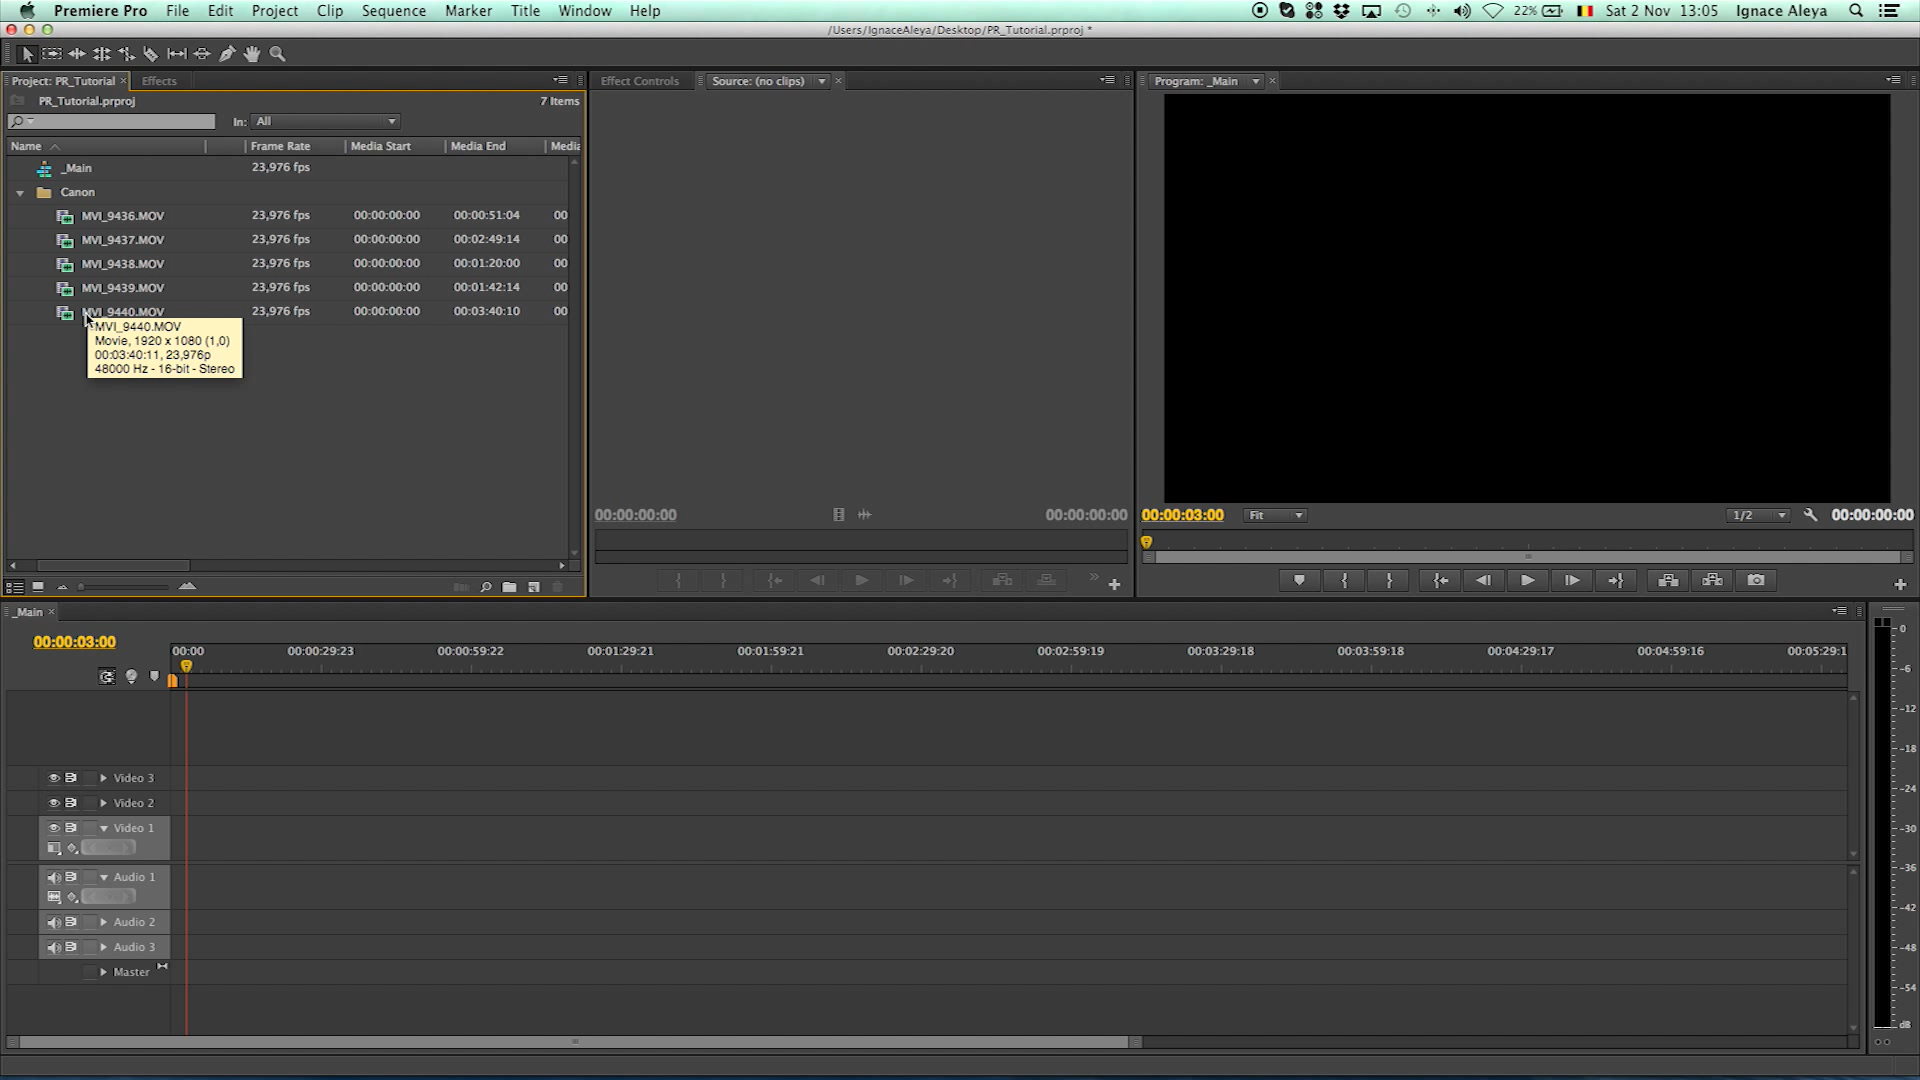 Premiere Pro File Edit Project Clip Sequence Marker Title Window Help 22% Sat 2 Nov 13:05 Ignace Aleya
/Users/IgnaceAleya/Desktop/PR_Tutorial.prproj *
Project: PR_Tutorial Effects
PR_Tutorial.prproj 7 Items
In: All
Name Frame Rate Media Start Media End Media
_Main 23,976 fps
Canon
MVI_9436.MOV 23,976 fps 00:00:00:00 00:00:51:04 00
MVI_9437.MOV 23,976 fps 00:00:00:00 00:02:49:14 00
MVI_9438.MOV 23,976 fps 00:00:00:00 00:01:20:00 00
MVI_9439.MOV 23,976 fps 00:00:00:00 00:01:42:14 00
MVI_9440.MOV 23,976 fps 00:00:00:00 00:03:40:10 00
MVI_9440.MOV
Movie, 1920 x 1080 (1,0)
00:03:40:11, 23,976p
48000 Hz - 16-bit - Stereo
Effect Controls Source: (no clips)
00:00:00:00 00:00:00:00
Program: _Main
00:00:03:00 Fit 1/2 00:00:00:00
_Main
00:00:03:00
00:00 00:00:29:23 00:00:59:22 00:01:29:21 00:01:59:21 00:02:29:20 00:02:59:19 00:03:29:18 00:03:59:18 00:04:29:17 00:04:59:16 00:05:29:1
Video 3
Video 2
Video 1
Audio 1
Audio 2
Audio 3
Master
0
-6
-12
-18
-24
-30
-36
-42
-48
-54
dB